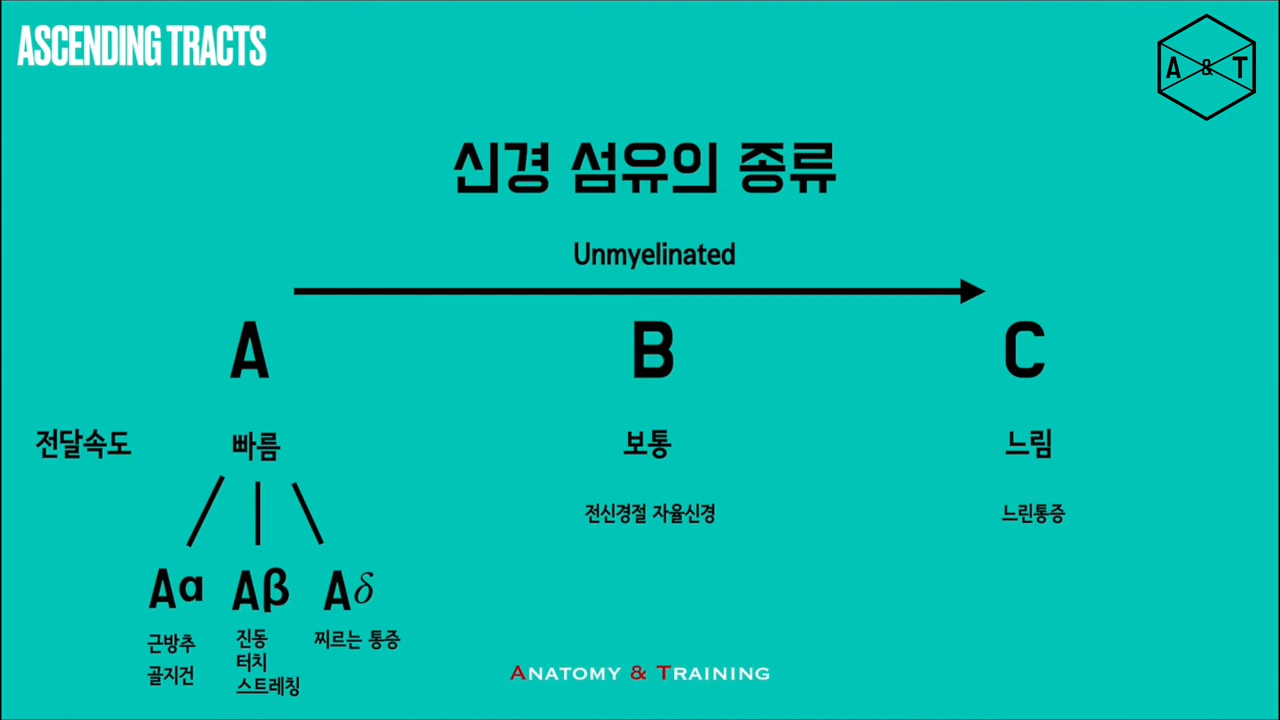 ASCENDING TRACTS
A & T
신경 섬유의 종류
Unmyelinated
A B C
전달속도 빠름 보통 느림
전신경절 자율신경 느린통증
Aα Aβ Aδ
근방추
골지건
진동
터치
스트레칭
찌르는 통증
ANATOMY & TRAINING